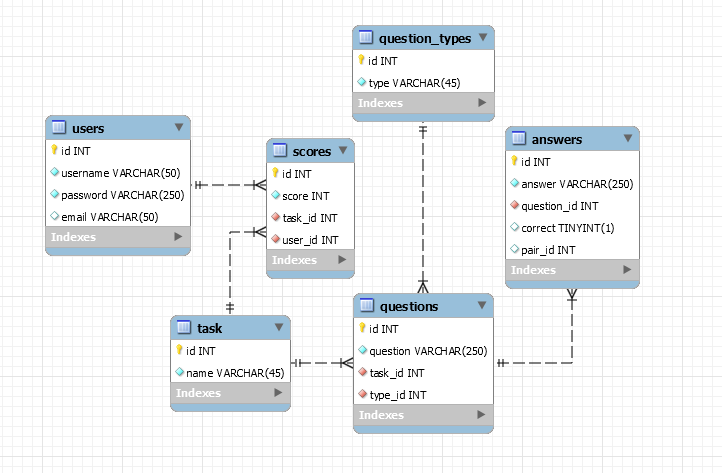 question_types
id INT
type VARCHAR(45)
Indexes
users
id INT
username VARCHAR(50)
password VARCHAR(250)
email VARCHAR(50)
Indexes
scores
id INT
score INT
task_id INT
user_id INT
Indexes
answers
id INT
answer VARCHAR(250)
question_id INT
correct TINYINT(1)
pair_id INT
Indexes
task
id INT
name VARCHAR(45)
Indexes
questions
id INT
question VARCHAR(250)
task_id INT
type_id INT
Indexes